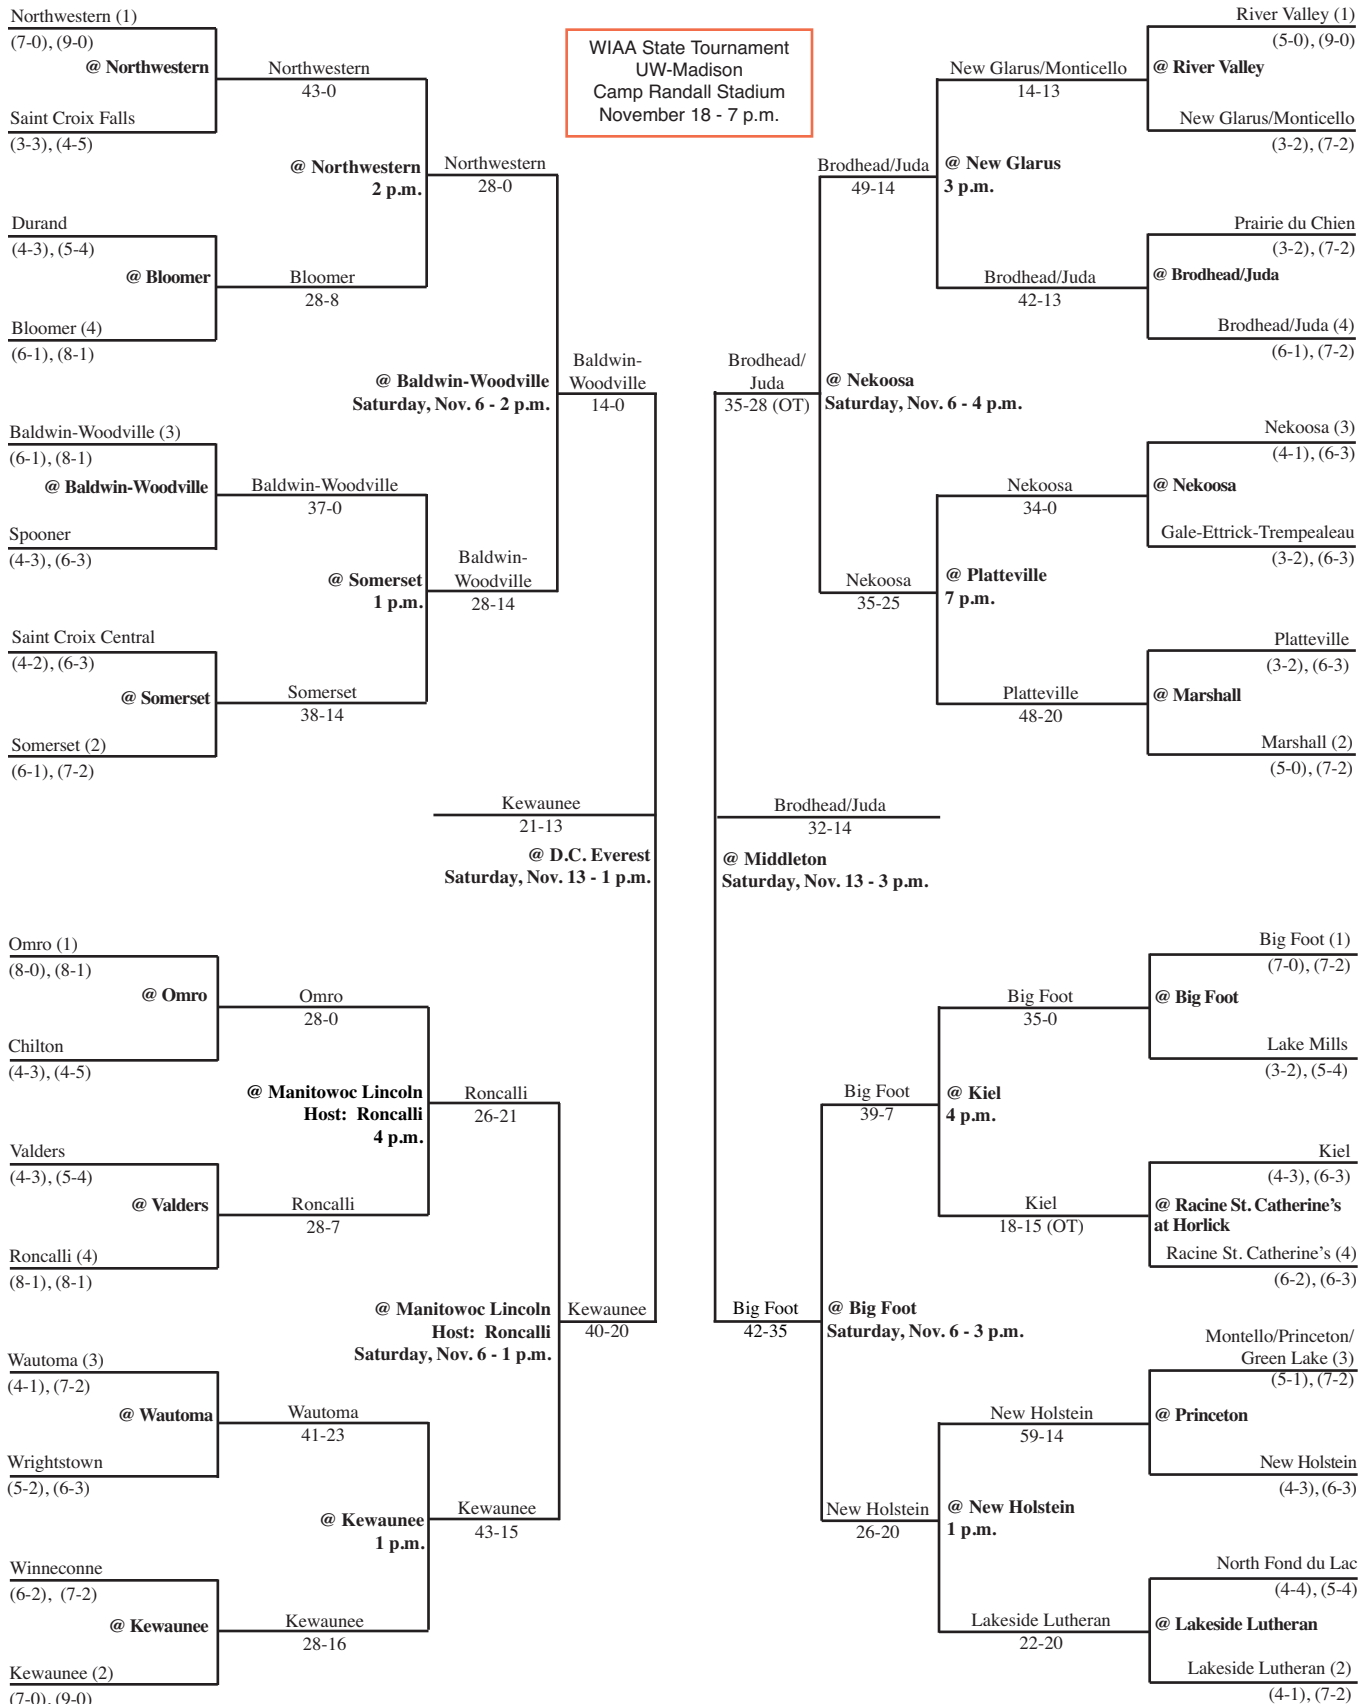 WIAA State Tournament
UW-Madison
Camp Randall Stadium
November 18 - 7 p.m.
Northwestern (1)
(7-0), (9-0)
@ Northwestern
Saint Croix Falls
(3-3), (4-5)
Durand
(4-3), (5-4)
@ Bloomer
Bloomer (4)
(6-1), (8-1)
Baldwin-Woodville (3)
(6-1), (8-1)
@ Baldwin-Woodville
Spooner
(4-3), (6-3)
Saint Croix Central
(4-2), (6-3)
@ Somerset
Somerset (2)
(6-1), (7-2)
Northwestern
43-0
@ Northwestern
2 p.m.
Bloomer
28-8
Baldwin-Woodville
37-0
@ Somerset
1 p.m.
Somerset
38-14
Northwestern
28-0
@ Baldwin-Woodville
Saturday, Nov. 6 - 2 p.m.
Baldwin-
Woodville
28-14
Baldwin-
Woodville
14-0
Kewaunee
21-13
@ D.C. Everest
Saturday, Nov. 13 - 1 p.m.
Omro (1)
(8-0), (8-1)
@ Omro
Chilton
(4-3), (4-5)
Valders
(4-3), (5-4)
@ Valders
Roncalli (4)
(8-1), (8-1)
Wautoma (3)
(4-1), (7-2)
@ Wautoma
Wrightstown
(5-2), (6-3)
Winneconne
(6-2), (7-2)
@ Kewaunee
Kewaunee (2)
(7-0), (9-0)
Omro
28-0
@ Manitowoc Lincoln
Host: Roncalli
4 p.m.
Roncalli
28-7
Wautoma
41-23
@ Kewaunee
1 p.m.
Kewaunee
28-16
Roncalli
26-21
@ Manitowoc Lincoln
Host: Roncalli
Saturday, Nov. 6 - 1 p.m.
Kewaunee
43-15
Kewaunee
40-20
River Valley (1)
(5-0), (9-0)
@ River Valley
New Glarus/Monticello
(3-2), (7-2)
Prairie du Chien
(3-2), (7-2)
@ Brodhead/Juda
Brodhead/Juda (4)
(6-1), (7-2)
Nekoosa (3)
(4-1), (6-3)
@ Nekoosa
Gale-Ettrick-Trempealeau
(3-2), (6-3)
Platteville
(3-2), (6-3)
@ Marshall
Marshall (2)
(5-0), (7-2)
New Glarus/Monticello
14-13
@ New Glarus
3 p.m.
Brodhead/Juda
42-13
Nekoosa
34-0
@ Platteville
7 p.m.
Platteville
48-20
Brodhead/Juda
49-14
@ Nekoosa
Saturday, Nov. 6 - 4 p.m.
Nekoosa
35-25
Brodhead/
Juda
35-28 (OT)
Brodhead/Juda
32-14
@ Middleton
Saturday, Nov. 13 - 3 p.m.
Big Foot (1)
(7-0), (7-2)
@ Big Foot
Lake Mills
(3-2), (5-4)
Kiel
(4-3), (6-3)
@ Racine St. Catherine's
at Horlick
Racine St. Catherine's (4)
(6-2), (6-3)
Montello/Princeton/
Green Lake (3)
(5-1), (7-2)
@ Princeton
New Holstein
(4-3), (6-3)
North Fond du Lac
(4-4), (5-4)
@ Lakeside Lutheran
Lakeside Lutheran (2)
(4-1), (7-2)
Big Foot
35-0
@ Kiel
4 p.m.
Kiel
18-15 (OT)
New Holstein
59-14
@ New Holstein
1 p.m.
Lakeside Lutheran
22-20
Big Foot
39-7
@ Big Foot
Saturday, Nov. 6 - 3 p.m.
New Holstein
26-20
Big Foot
42-35